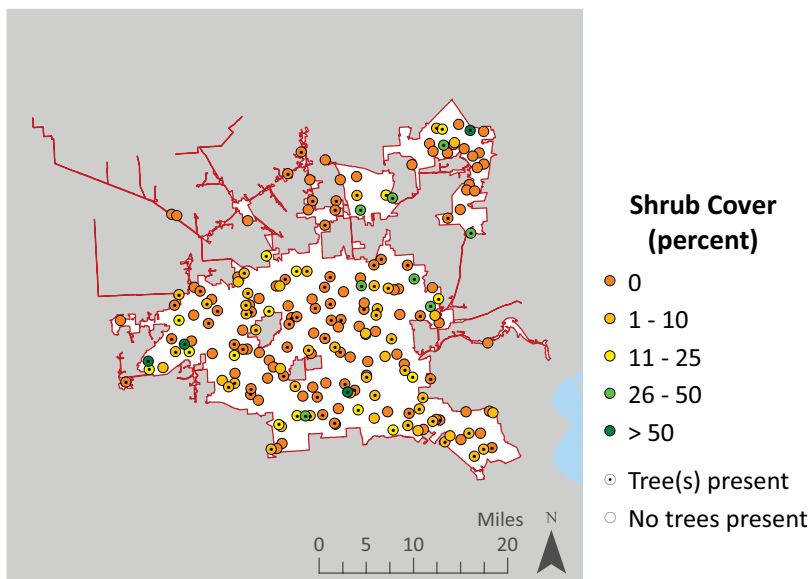 Shrub Cover
(percent)
0
1 - 10
11 - 25
26 - 50
> 50
Tree(s) present
No trees present
Miles
N
0 5 10 20